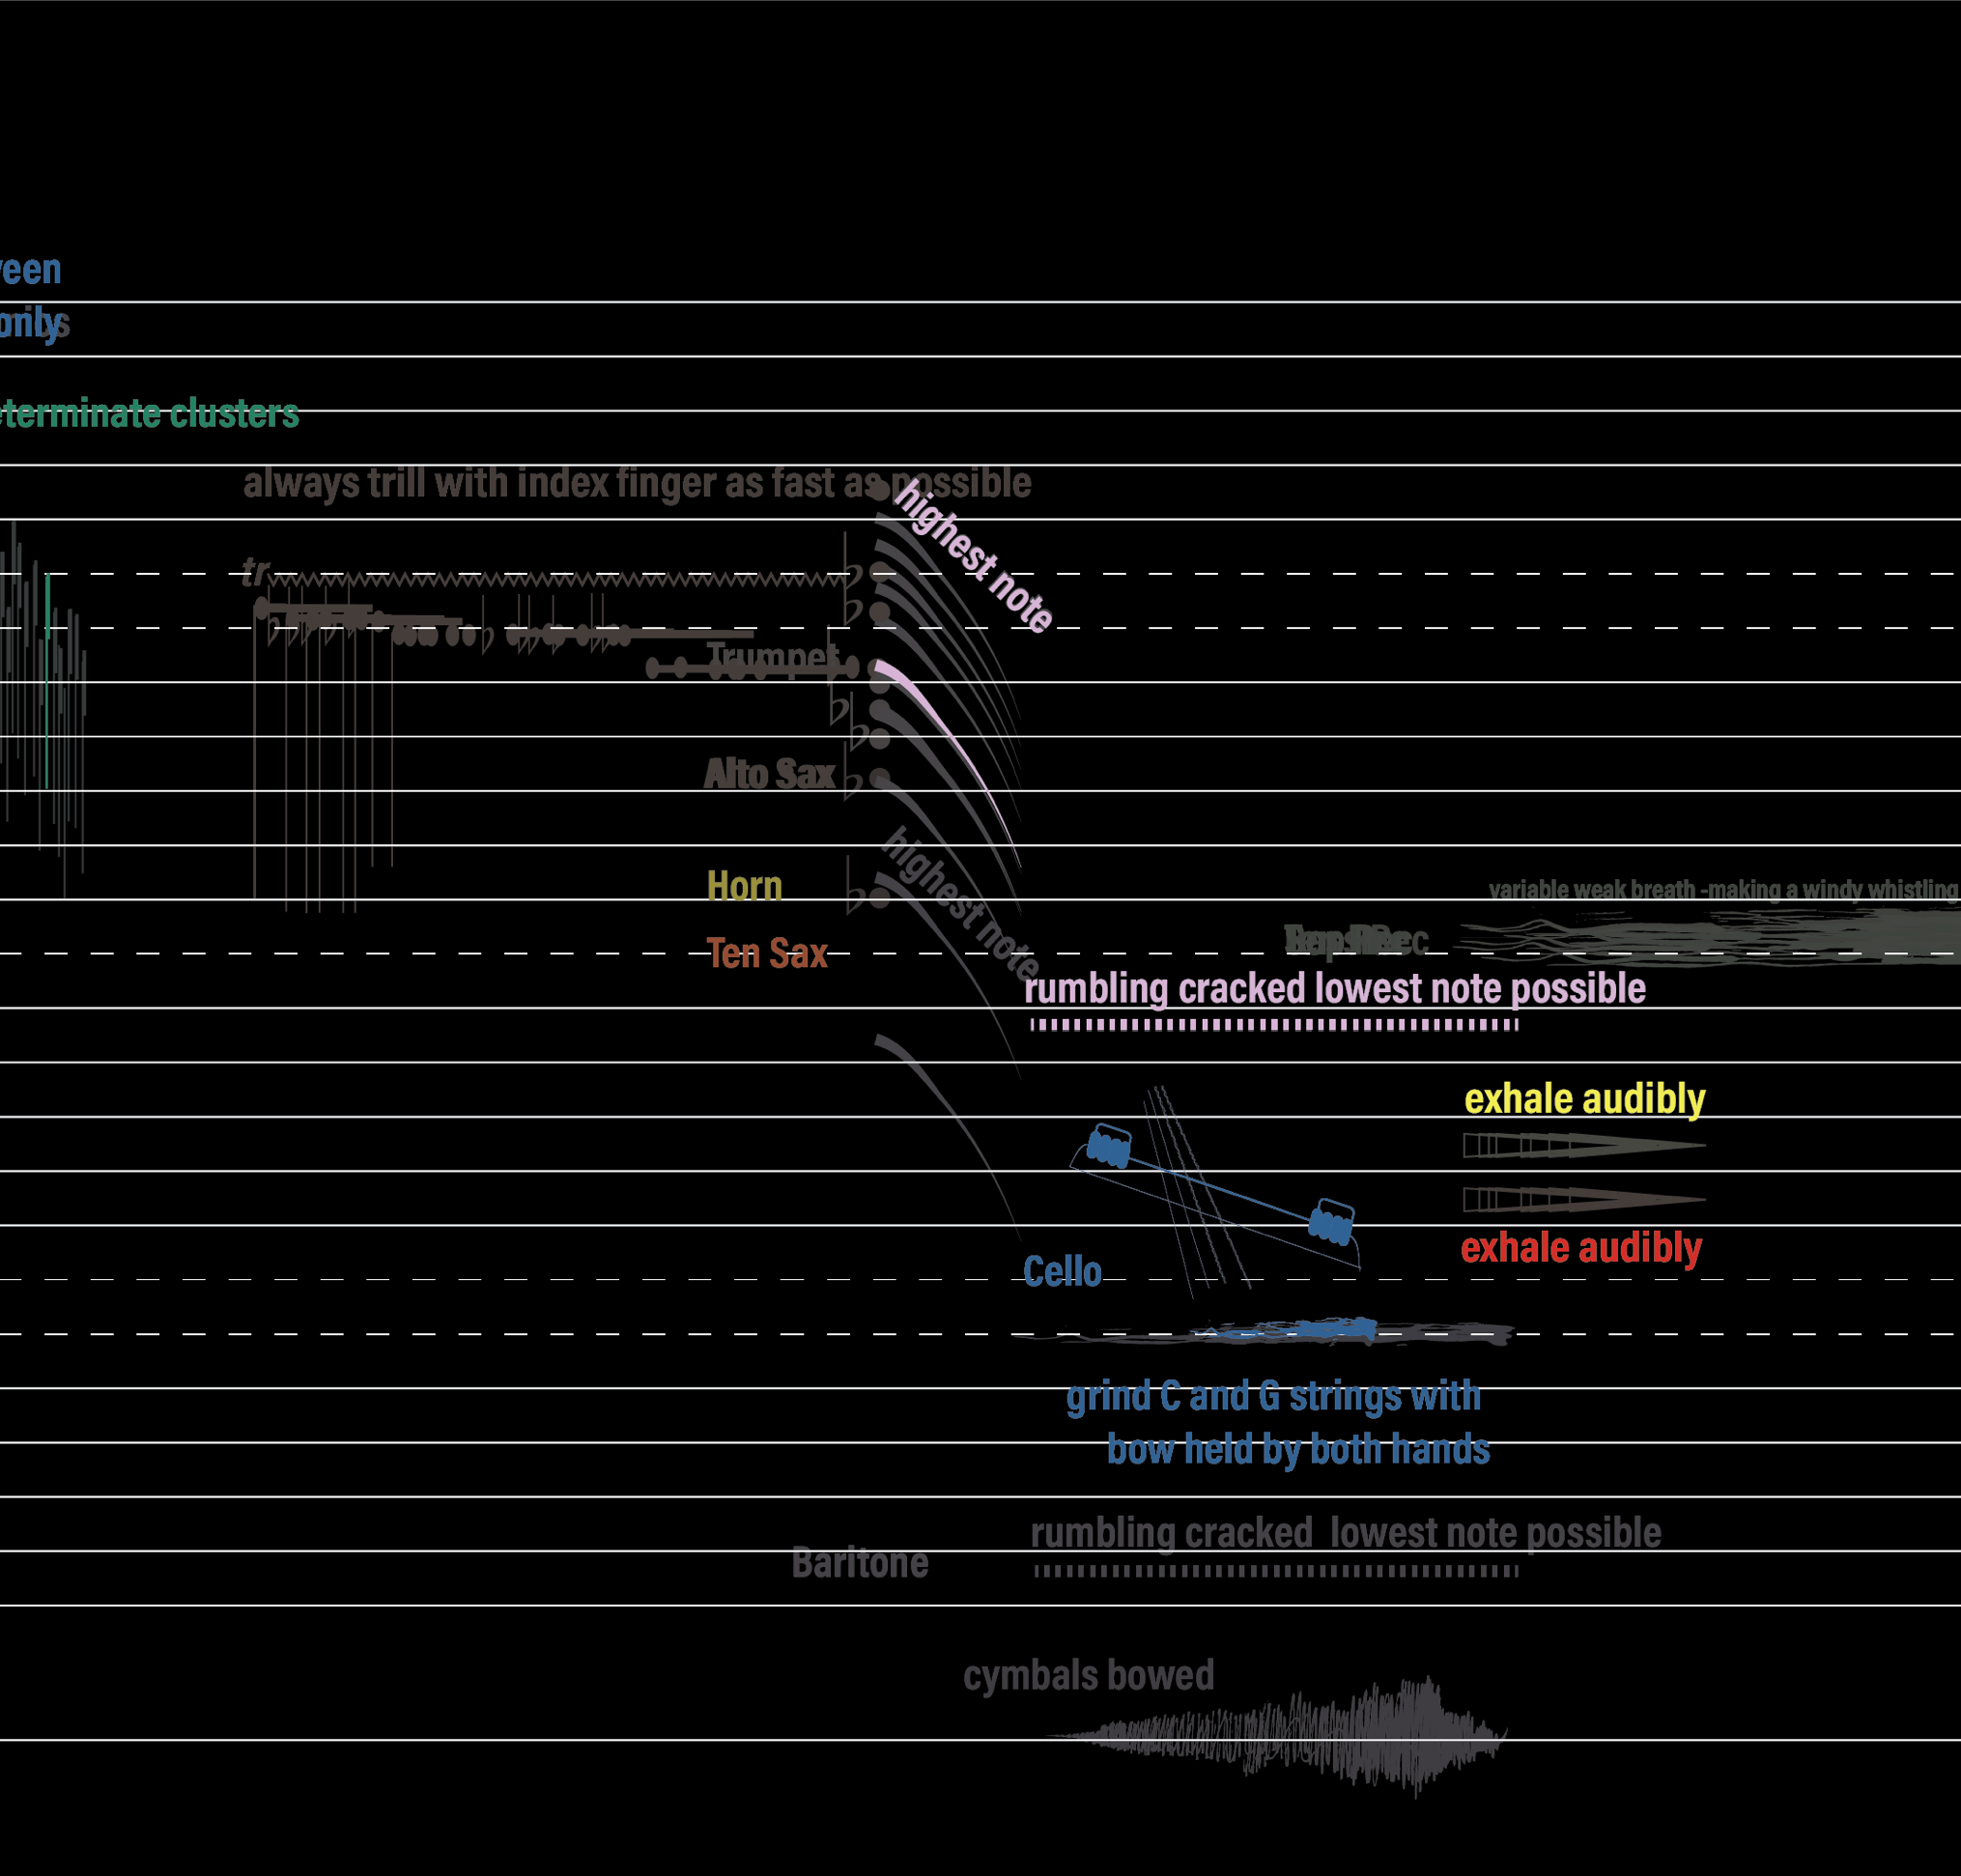 veen
only
terminate clusters
always trill with index finger as fast as possible
highest note
tr
Trumpet
Alto Sax
highest note
Horn
variable weak breath -making a windy whistling
Ten Sax
rumbling cracked lowest note possible
exhale audibly
exhale audibly
Cello
grind C and G strings with
bow held by both hands
rumbling cracked lowest note possible
Baritone
cymbals bowed